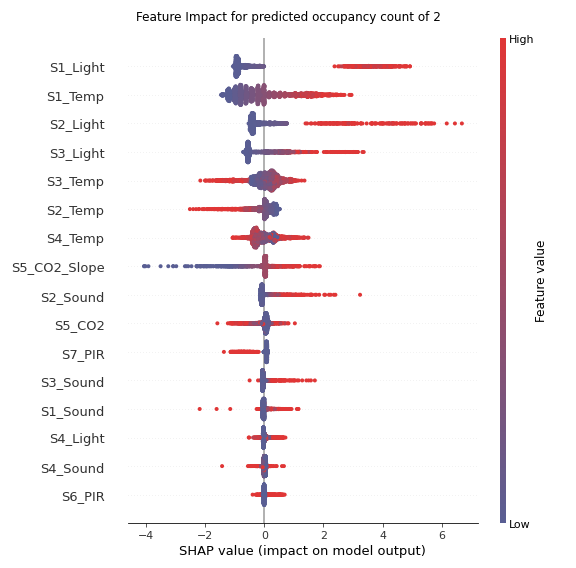 Feature Impact for predicted occupancy count of 2
High
S1_Light
S1_Temp
S2_Light
S3_Light
S3_Temp
S2_Temp
S4_Temp
S5_CO2_Slope
S2_Sound
S5_CO2
S7_PIR
S3_Sound
S1_Sound
S4_Light
S4_Sound
S6_PIR
Feature value
Low
−4 −2 0 2 4 6
SHAP value (impact on model output)